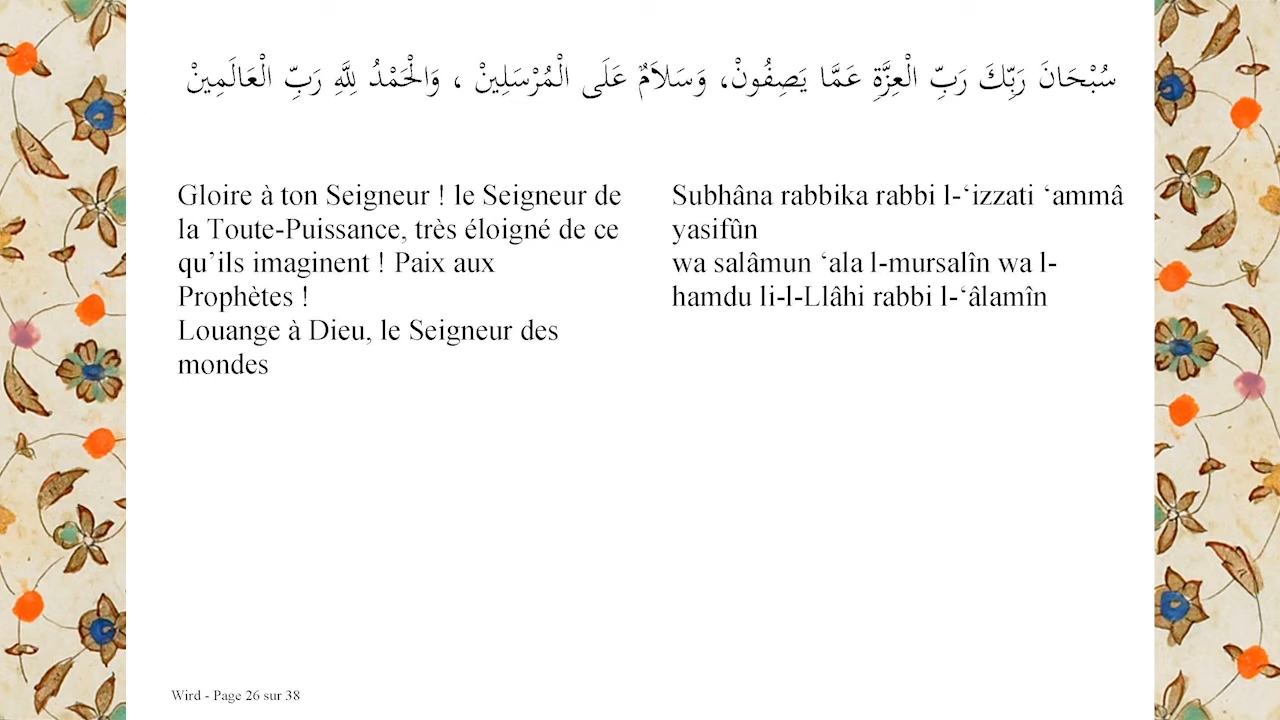 سُبْحَانَ رَبِّكَ رَبِّ الْعِزَّةِ عَمَّا يَصِفُونْ، وَسَلاَمٌ عَلَى الْمُرْسَلِينْ ، وَالْحَمْدُ لِلَّهِ رَبِّ الْعَالَمِينْ
Gloire à ton Seigneur ! le Seigneur de
la Toute-Puissance, très éloigné de ce
qu’ils imaginent ! Paix aux
Prophètes !
Louange à Dieu, le Seigneur des
mondes
Subhâna rabbika rabbi l-‘izzati ‘ammâ
yasifûn
wa salâmun ‘ala l-mursalîn wa l-
hamdu li-l-Llâhi rabbi l-‘âlamîn
Wird - Page 26 sur 38